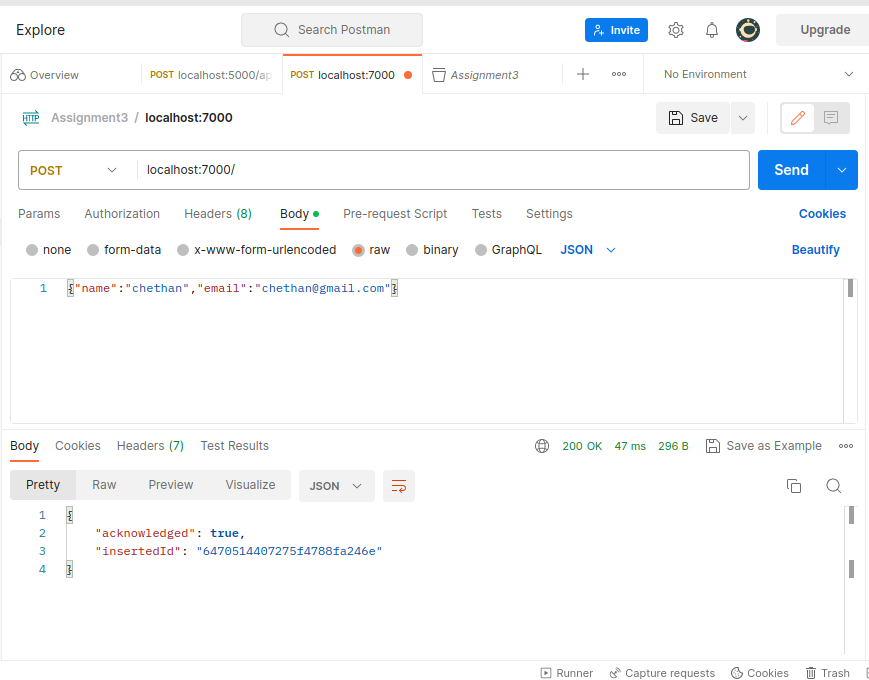 Explore Search Postman Invite Upgrade
Overview POST localhost:5000/ap POST localhost:7000 Assignment3 No Environment
HTTP Assignment3 / localhost:7000 Save
POST localhost:7000/ Send
Params Authorization Headers (8) Body Pre-request Script Tests Settings Cookies
none form-data x-www-form-urlencoded raw binary GraphQL JSON Beautify
1 {"name":"chethan","email":"chethan@gmail.com"}
Body Cookies Headers (7) Test Results 200 OK 47 ms 296 B Save as Example
Pretty Raw Preview Visualize JSON
1 {
2 "acknowledged": true,
3 "insertedId": "6470514407275f4788fa246e"
4 }
Runner Capture requests Cookies Trash